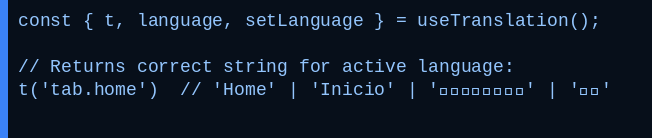 const { t, language, setLanguage } = useTranslation();
// Returns correct string for active language:
t('tab.home')  // 'Home' | 'Inicio' | '□□□□□□□□' | '□□'